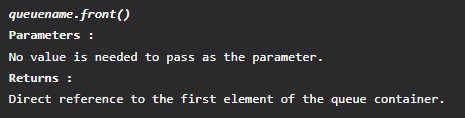 queuename.front()
Parameters :
No value is needed to pass as the parameter.
Returns :
Direct reference to the first element of the queue container.